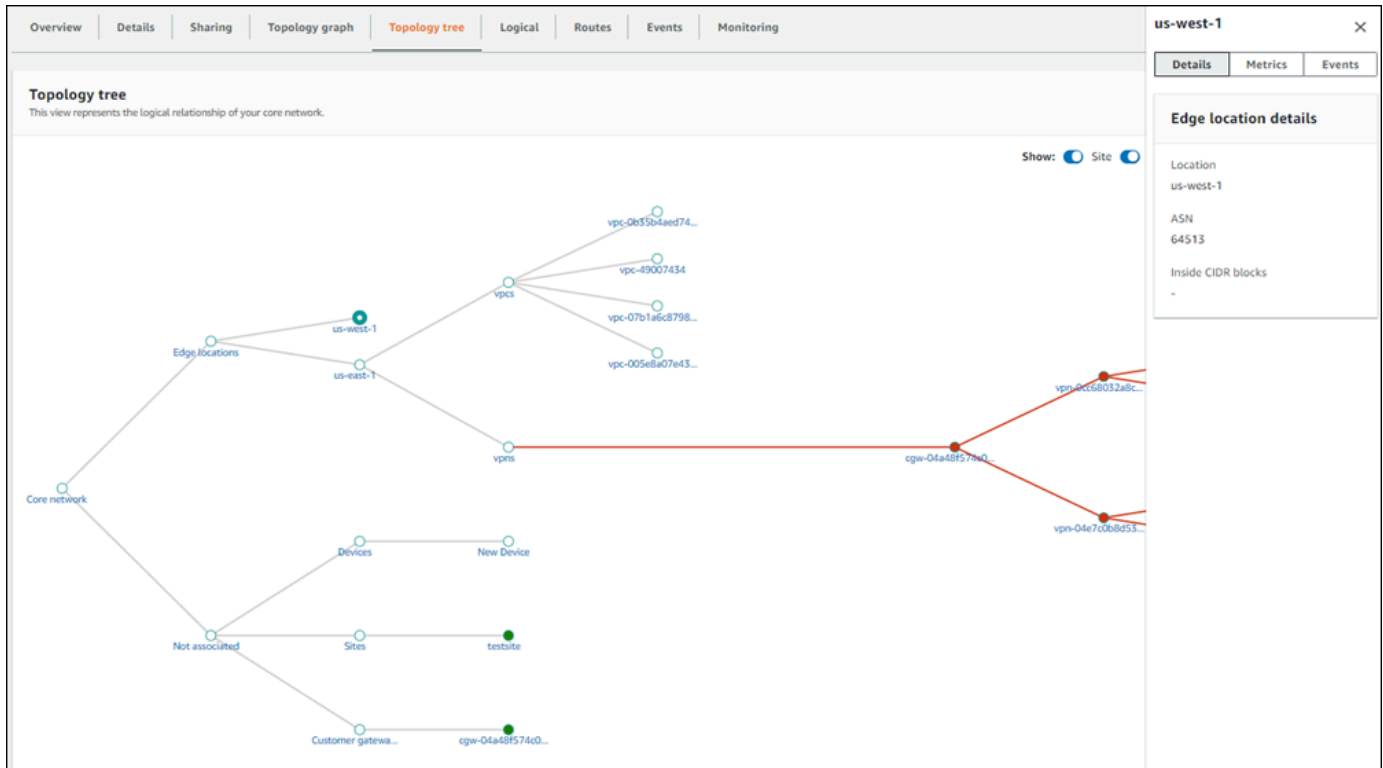 Overview Details Sharing Topology graph Topology tree Logical Routes Events Monitoring
Topology tree
This view represents the logical relationship of your core network.
Show: Site
vpc-0b35b4aed74...
vpc-49007434
vpcs
vpc-07b1a6c8798...
us-west-1
Edge locations
vpc-005e8a07e43...
us-east-1
vpn-0cc68032a8c...
vpns
cgw-04a48f574c0...
Core network
vpn-04e7c0b8d53...
Devices
New Device
Not associated
Sites
testsite
Customer gatewa...
cgw-04a48f574c0...
us-west-1
Details Metrics Events
Edge location details
Location
us-west-1
ASN
64513
Inside CIDR blocks
-